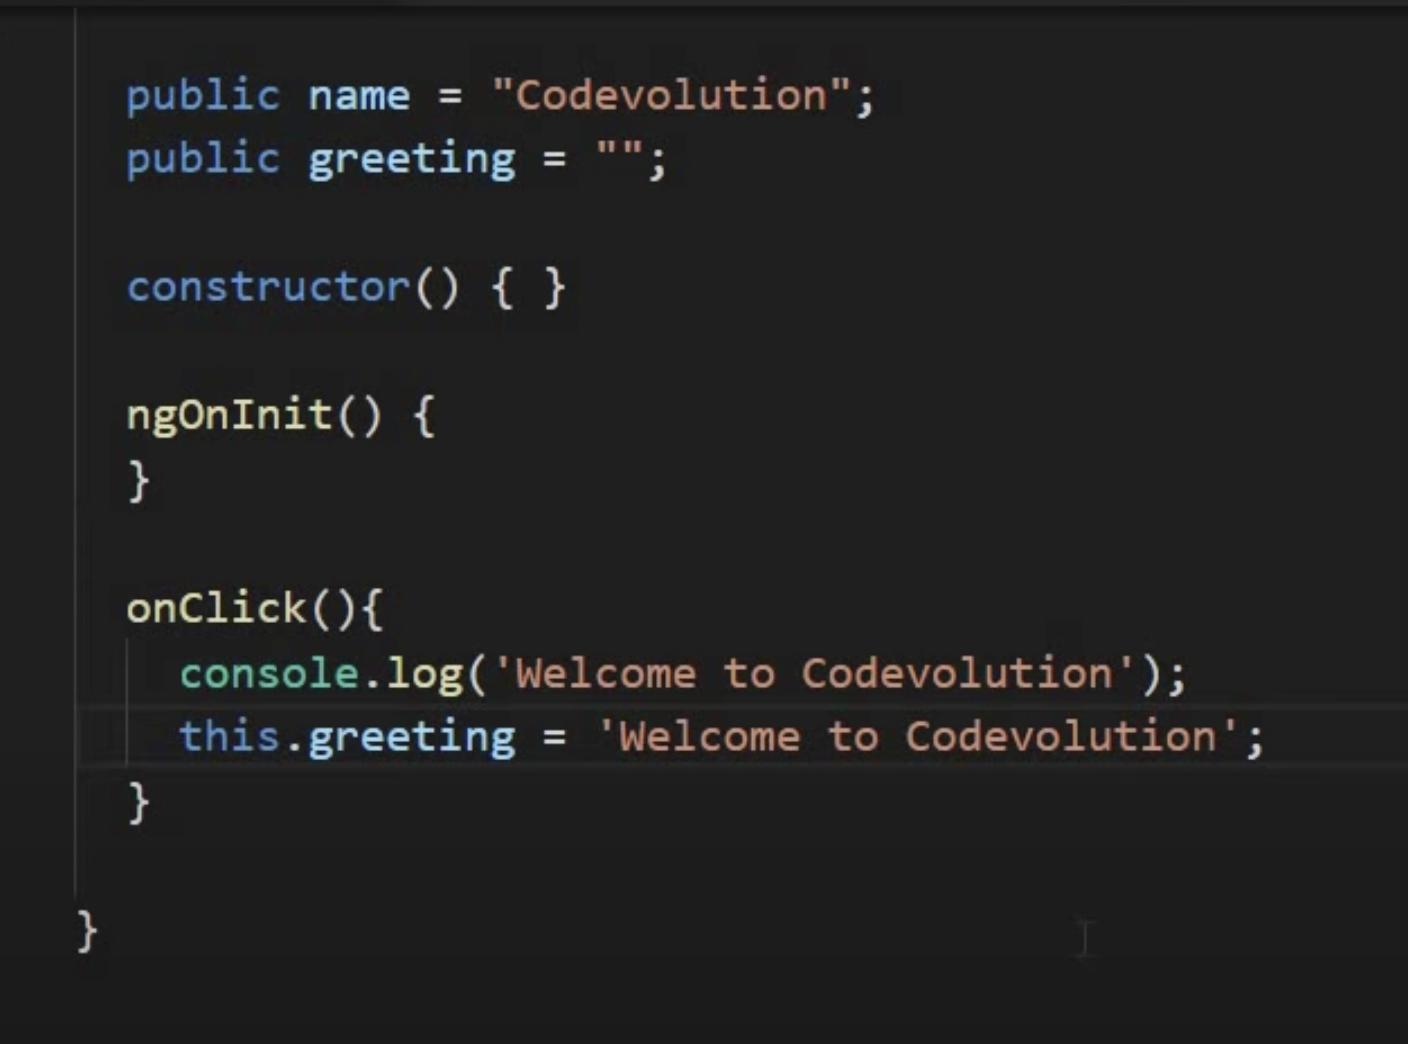 public name = "Codevolution";
public greeting = "";
constructor() { }
ngOnInit() {
}
onClick(){
console.log('Welcome to Codevolution');
this.greeting = 'Welcome to Codevolution';
}
}